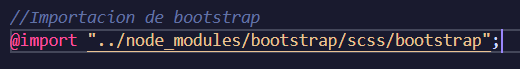 //Importacion de bootstrap
@import "../node_modules/bootstrap/scss/bootstrap";